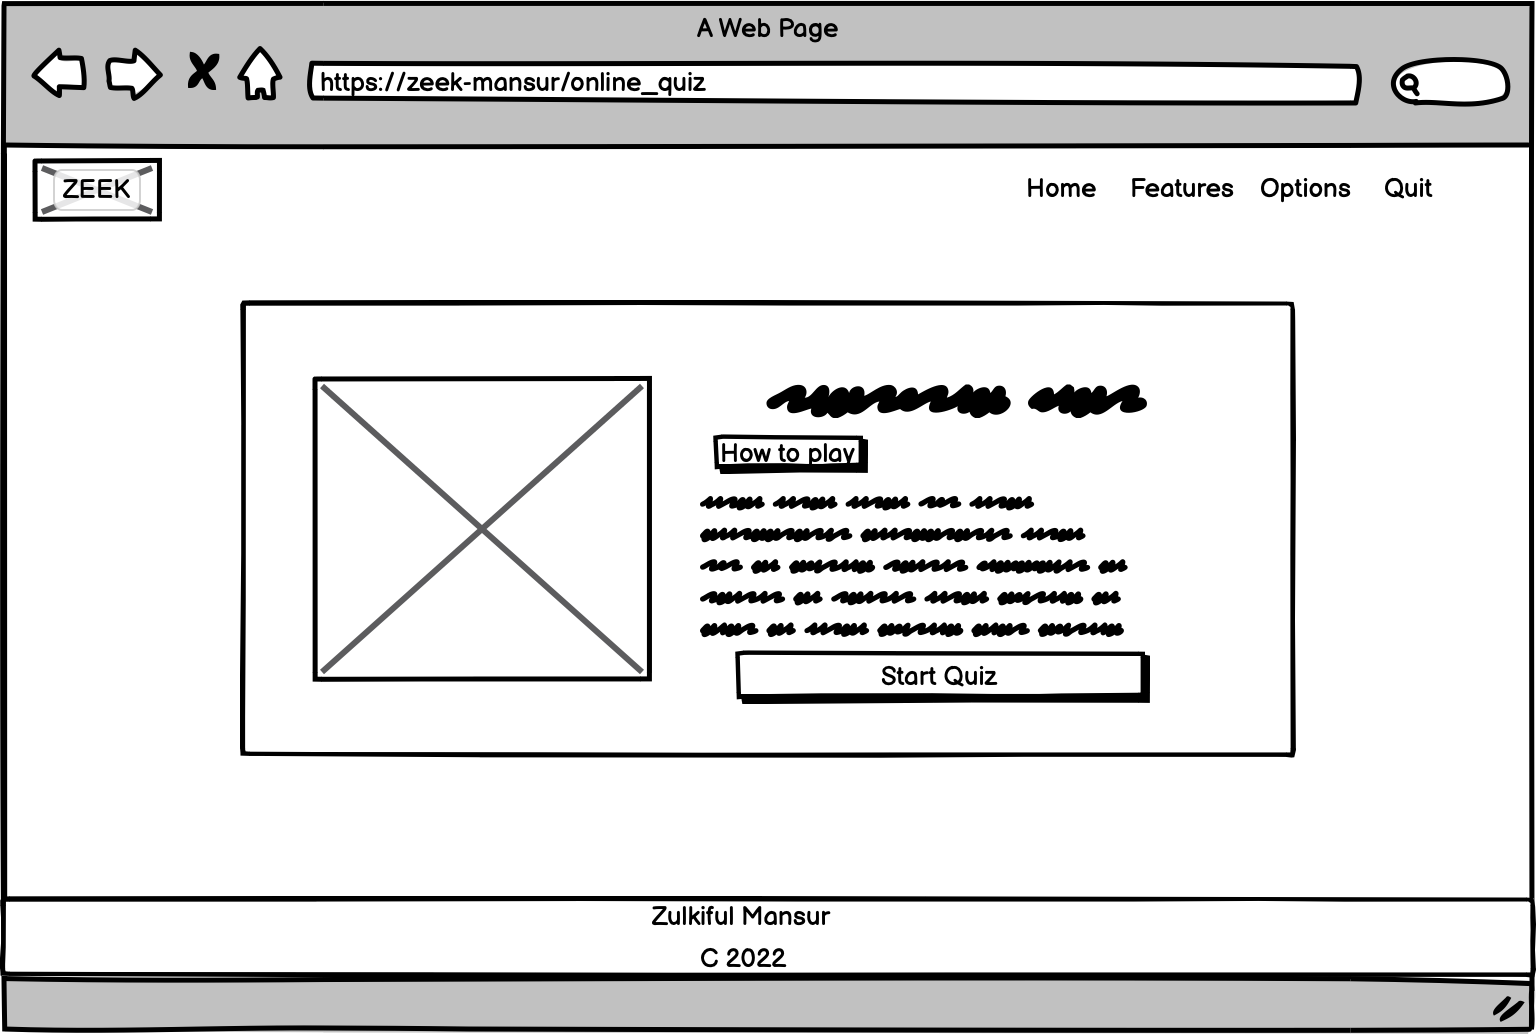 A Web Page
https://zeek-mansur/online_quiz
ZEEK
Home Features Options Quit
How to play
Start Quiz
Zulkiful Mansur
C 2022